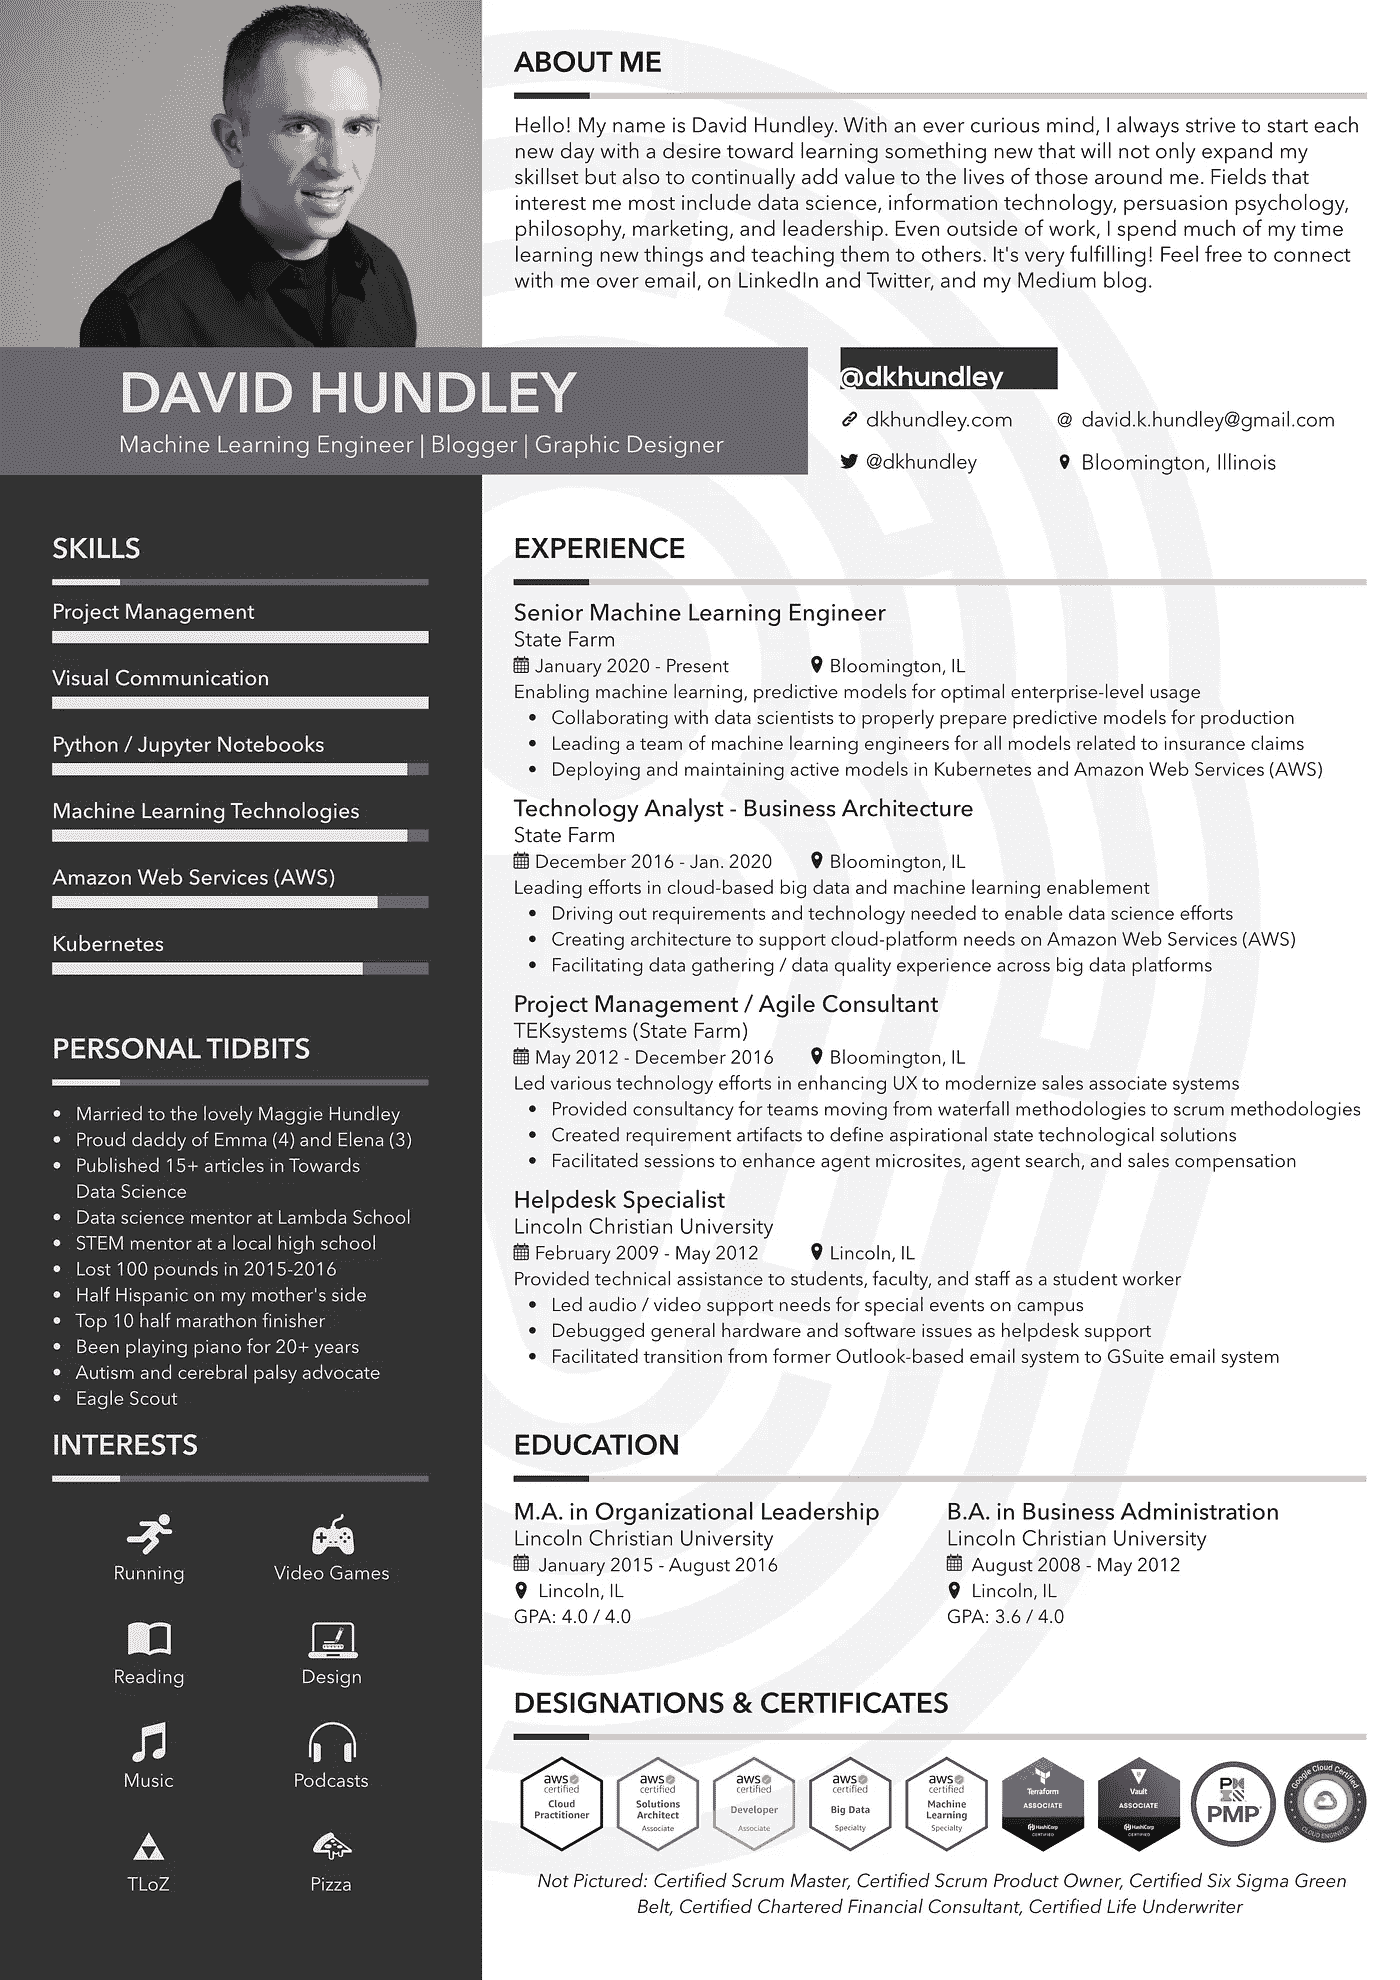 ABOUT ME
Hello! My name is David Hundley. With an ever curious mind, I always strive to start each
new day with a desire toward learning something new that will not only expand my
skillset but also to continually add value to the lives of those around me. Fields that
interest me most include data science, information technology, persuasion psychology,
philosophy, marketing, and leadership. Even outside of work, I spend much of my time
learning new things and teaching them to others. It's very fulfilling! Feel free to connect
with me over email, on LinkedIn and Twitter, and my Medium blog.
DAVID HUNDLEY
Machine Learning Engineer | Blogger | Graphic Designer
@dkhundley
dkhundley.com
@ david.k.hundley@gmail.com
@dkhundley
Bloomington, Illinois
SKILLS
Project Management
Visual Communication
Python / Jupyter Notebooks
Machine Learning Technologies
Amazon Web Services (AWS)
Kubernetes
PERSONAL TIDBITS
• Married to the lovely Maggie Hundley
• Proud daddy of Emma (4) and Elena (3)
• Published 15+ articles in Towards
Data Science
• Data science mentor at Lambda School
• STEM mentor at a local high school
• Lost 100 pounds in 2015-2016
• Half Hispanic on my mother's side
• Top 10 half marathon finisher
• Been playing piano for 20+ years
• Autism and cerebral palsy advocate
• Eagle Scout
INTERESTS
Running
Video Games
Reading
Design
Music
Podcasts
TLoZ
Pizza
EXPERIENCE
Senior Machine Learning Engineer
State Farm
January 2020 - Present
Bloomington, IL
Enabling machine learning, predictive models for optimal enterprise-level usage
• Collaborating with data scientists to properly prepare predictive models for production
• Leading a team of machine learning engineers for all models related to insurance claims
• Deploying and maintaining active models in Kubernetes and Amazon Web Services (AWS)
Technology Analyst - Business Architecture
State Farm
December 2016 - Jan. 2020
Bloomington, IL
Leading efforts in cloud-based big data and machine learning enablement
• Driving out requirements and technology needed to enable data science efforts
• Creating architecture to support cloud-platform needs on Amazon Web Services (AWS)
• Facilitating data gathering / data quality experience across big data platforms
Project Management / Agile Consultant
TEKsystems (State Farm)
May 2012 - December 2016
Bloomington, IL
Led various technology efforts in enhancing UX to modernize sales associate systems
• Provided consultancy for teams moving from waterfall methodologies to scrum methodologies
• Created requirement artifacts to define aspirational state technological solutions
• Facilitated sessions to enhance agent microsites, agent search, and sales compensation
Helpdesk Specialist
Lincoln Christian University
February 2009 - May 2012
Lincoln, IL
Provided technical assistance to students, faculty, and staff as a student worker
• Led audio / video support needs for special events on campus
• Debugged general hardware and software issues as helpdesk support
• Facilitated transition from former Outlook-based email system to GSuite email system
EDUCATION
M.A. in Organizational Leadership
Lincoln Christian University
January 2015 - August 2016
Lincoln, IL
GPA: 4.0 / 4.0
B.A. in Business Administration
Lincoln Christian University
August 2008 - May 2012
Lincoln, IL
GPA: 3.6 / 4.0
DESIGNATIONS & CERTIFICATES
aws
certified
Cloud
Practitioner
aws
certified
Solutions
Architect
Associate
aws
certified
Developer
Associate
aws
certified
Big Data
Specialty
aws
certified
Machine
Learning
Specialty
Terraform
ASSOCIATE
HashiCorp
CERTIFIED
Vault
ASSOCIATE
HashiCorp
CERTIFIED
PMP
Google Cloud Certified
CLOUD ENGINEER
Not Pictured: Certified Scrum Master, Certified Scrum Product Owner, Certified Six Sigma Green
Belt, Certified Chartered Financial Consultant, Certified Life Underwriter